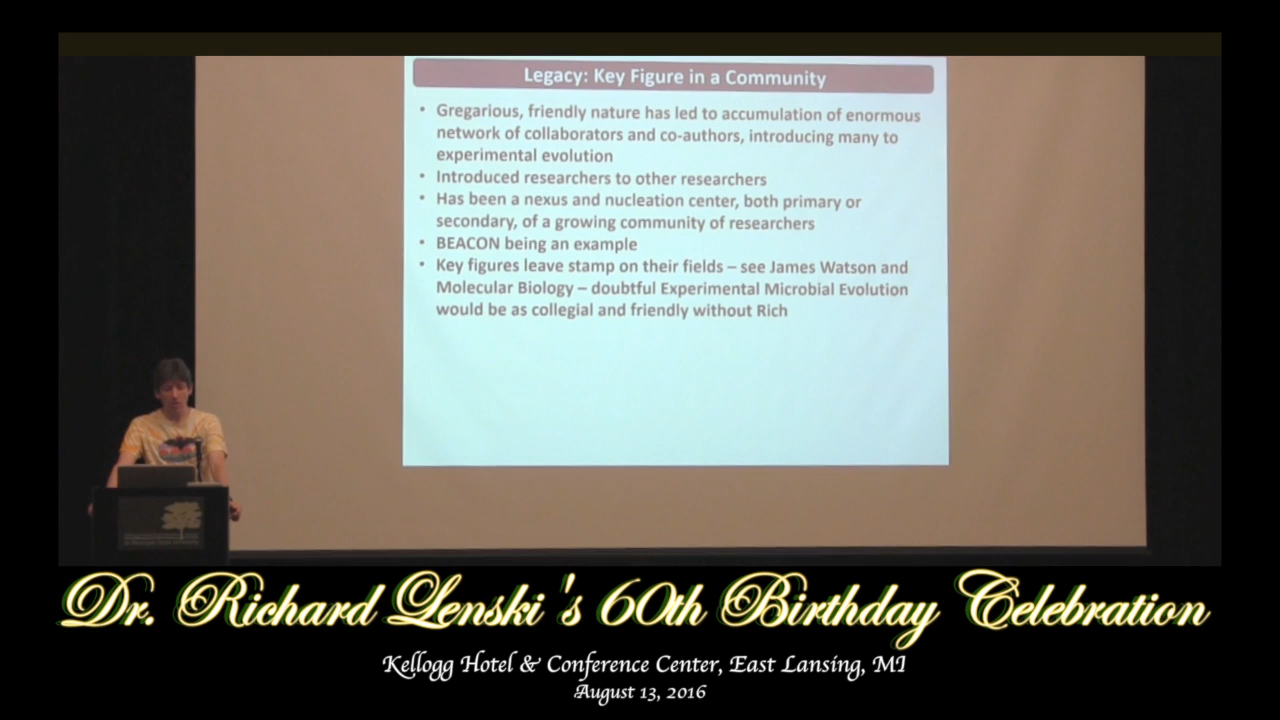 Legacy: Key Figure in a Community
• Gregarious, friendly nature has led to accumulation of enormous
network of collaborators and co-authors, introducing many to
experimental evolution
• Introduced researchers to other researchers
• Has been a nexus and nucleation center, both primary or
secondary, of a growing community of researchers
• BEACON being an example
• Key figures leave stamp on their fields – see James Watson and
Molecular Biology – doubtful Experimental Microbial Evolution
would be as collegial and friendly without Rich
Dr. Richard Lenski's 60th Birthday Celebration
Kellogg Hotel & Conference Center, East Lansing, MI
August 13, 2016